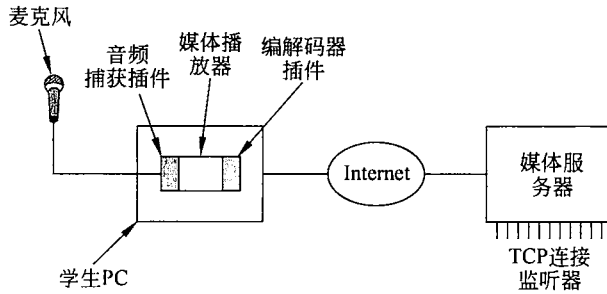 麦克风
音频
捕获插件
媒体播
放器
编解码器
插件
Internet
媒体服
务器
学生PC
TCP连接
监听器